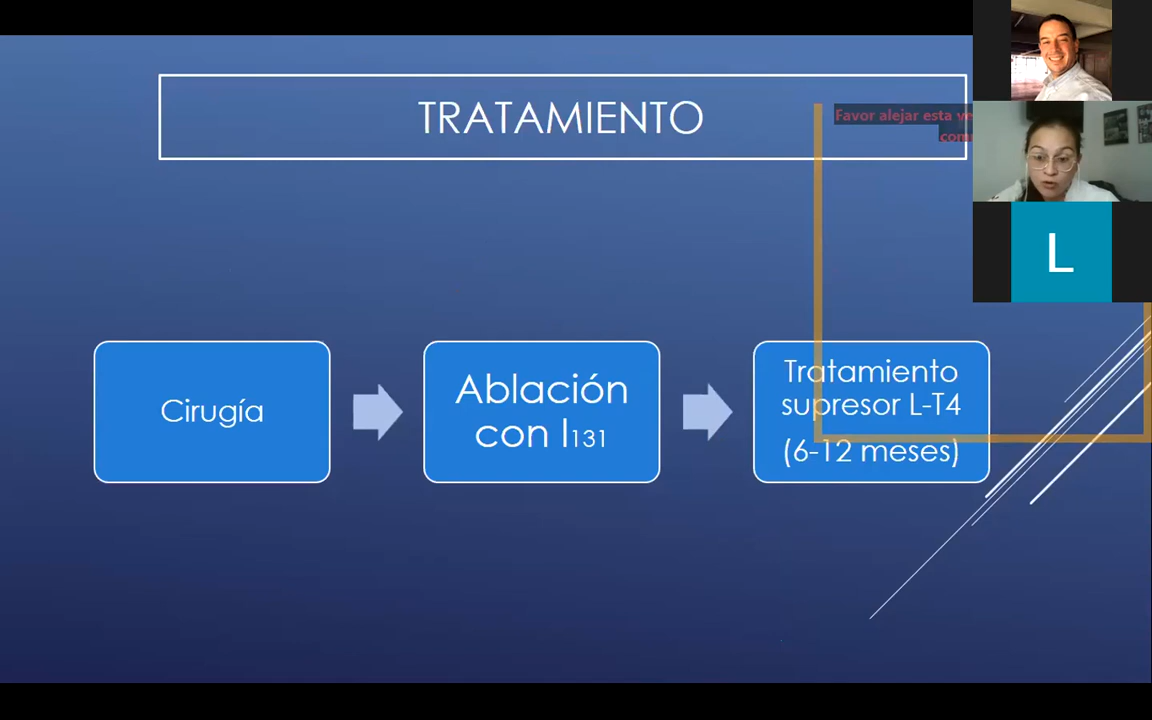 TRATAMIENTO
Favor alejar esta
L
Cirugía
Ablación
con I131
Tratamiento
supresor L-T4
(6-12 meses)